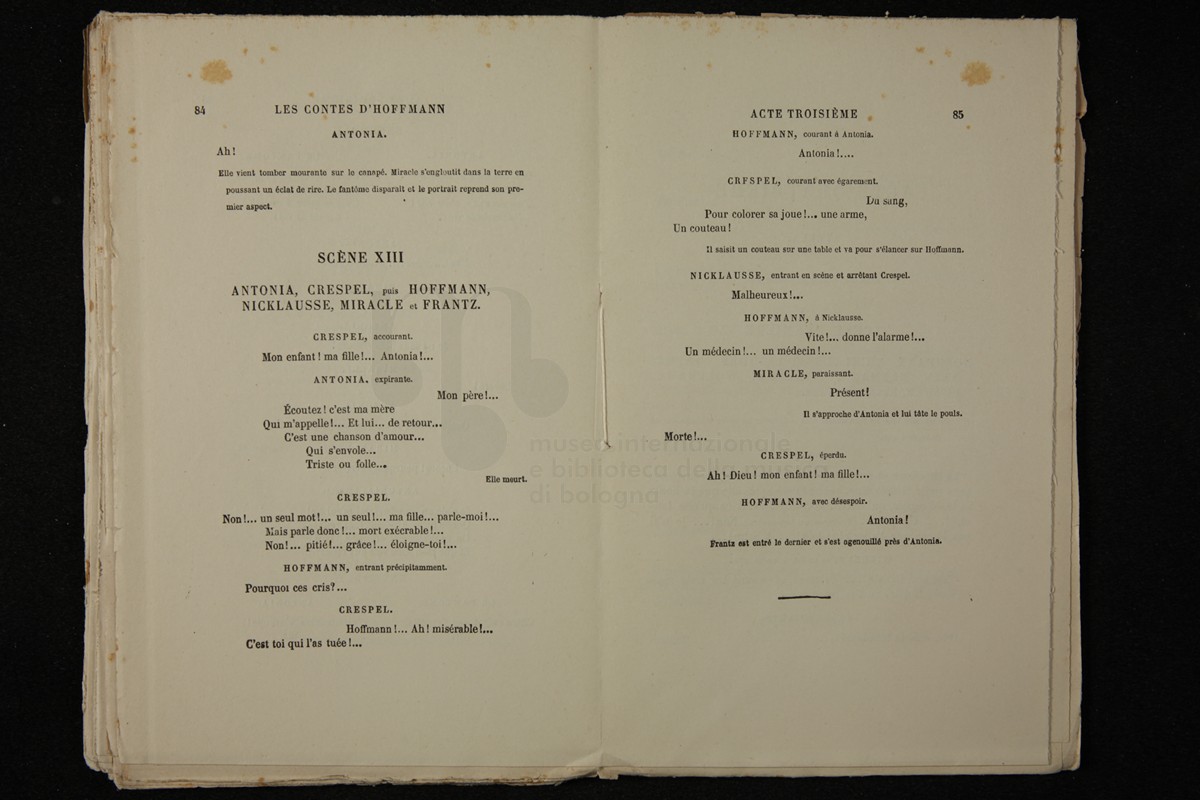 84 LES CONTES D'HOFFMANN
ANTONIA.
Ah!
Elle vient tomber mourante sur le canapé. Miracle s'engloutit dans la terre en
poussant un éclat de rire. Le fantôme disparaît et le portrait reprend son pre-
mier aspect.
SCÈNE XIII
ANTONIA, CRESPEL, puis HOFFMANN,
NICKLAUSSE, MIRACLE et FRANTZ.
CRESPEL, accourant.
Mon enfant! ma fille!... Antonia!...
ANTONIA. expirante.
Mon père!...
Écoutez! c'est ma mère
Qui m'appelle!... Et lui... de retour...
C'est une chanson d'amour...
Qui s'envole...
Triste ou folle...
Elle meurt.
CRESPEL.
Non!... un seul mot!... un seul!... ma fille... parle-moi!...
Mais parle donc!... mort exécrable!...
Non!... pitié!... grâce!... éloigne-toi!...
HOFFMANN, entrant précipitamment.
Pourquoi ces cris?...
CRESPEL.
Hoffmann!... Ah! misérable!...
C'est toi qui l'as tuée!...
ACTE TROISIÈME 85
HOFFMANN, courant à Antonia.
Antonia!....
CRESPEL, courant avec égarement.
Du sang,
Pour colorer sa joue!... une arme,
Un couteau!
Il saisit un couteau sur une table et va pour s'élancer sur Hoffmann.
NICKLAUSSE, entrant en scène et arrêtant Crespel.
Malheureux!...
HOFFMANN, à Nicklausse.
Vite!... donne l'alarme!...
Un médecin!... un médecin!...
MIRACLE, paraissant.
Présent!
Il s'approche d'Antonia et lui tâte le pouls.
Morte!...
CRESPEL, éperdu.
Ah! Dieu! mon enfant! ma fille!...
HOFFMANN, avec désespoir.
Antonia!
Frantz est entré le dernier et s'est agenouillé près d'Antonia.
museo internazionale
e biblioteca della musica
di bologna